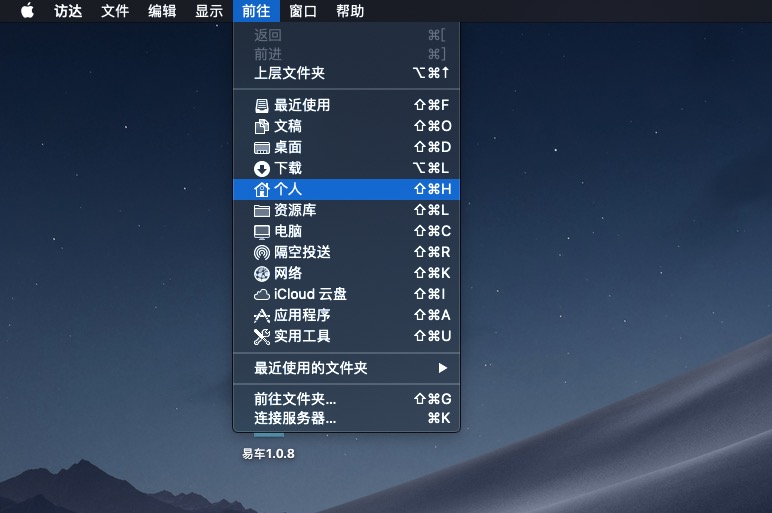 访达 文件 编辑 显示 前往 窗口 帮助
返回 ⌘[
前进 ⌘]
上层文件夹 ⌥⌘↑
最近使用 ⇧⌘F
文稿 ⇧⌘O
桌面 ⇧⌘D
下载 ⌥⌘L
个人 ⇧⌘H
资源库 ⇧⌘L
电脑 ⇧⌘C
隔空投送 ⇧⌘R
网络 ⇧⌘K
iCloud 云盘 ⇧⌘I
应用程序 ⇧⌘A
实用工具 ⇧⌘U
最近使用的文件夹 ▶
前往文件夹... ⇧⌘G
连接服务器... ⌘K
易车1.0.8